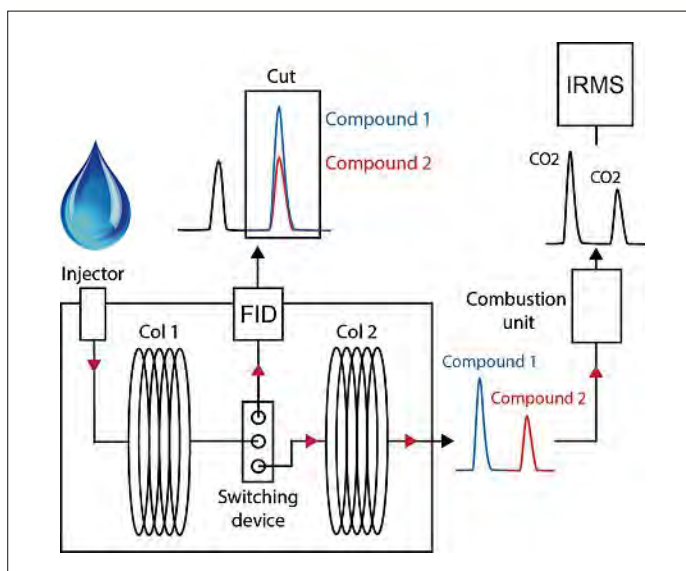 Cut
IRMS
Compound 1
Compound 2
CO2
CO2
Injector
FID
Combustion
unit
Col 1
Col 2
Compound 1
Compound 2
Switching
device